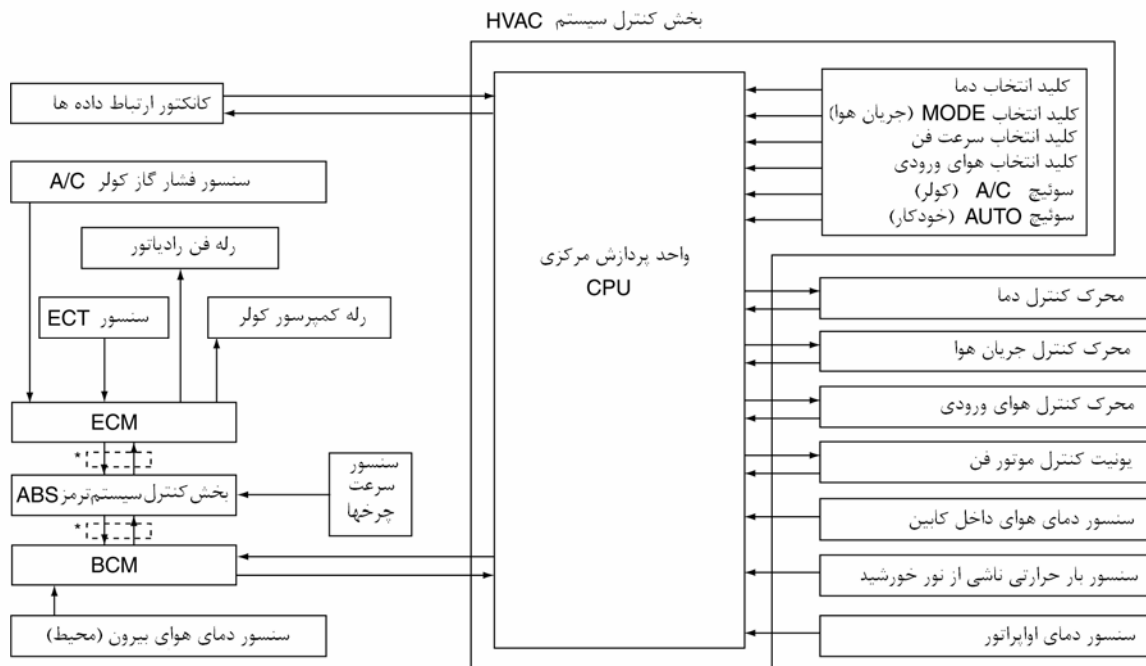 بخش کنترل سیستم HVAC
کانکتور ارتباط داده ها
سنسور فشار گاز کولر A/C
رله فن رادیاتور
سنسور ECT
رله کمپرسور کولر
ECM
*
بخش کنترل سیستم ترمز ABS
سنسور
سرعت
چرخها
*
BCM
سنسور دمای هوای بیرون (محیط)
واحد پردازش مرکزی
CPU
کلید انتخاب دما
کلید انتخاب MODE (جریان هوا)
کلید انتخاب سرعت فن
کلید انتخاب هوای ورودی
سوئیچ A/C (کولر)
سوئیچ AUTO (خودکار)
محرک کنترل دما
محرک کنترل جریان هوا
محرک کنترل هوای ورودی
یونیت کنترل موتور فن
سنسور دمای هوای داخل کابین
سنسور بار حرارتی ناشی از نور خورشید
سنسور دمای اواپراتور